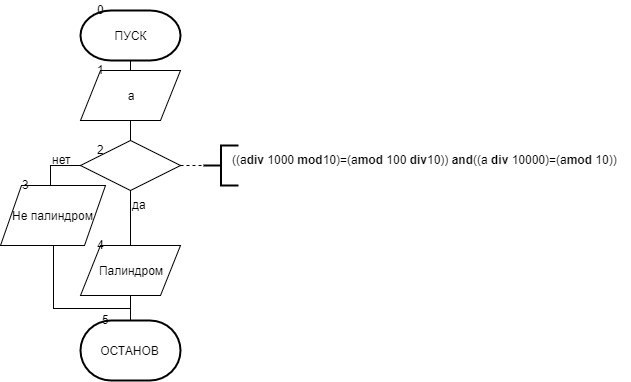 0
ПУСК
1
a
2
((adiv 1000 mod10)=(amod 100 div10)) and((a div 10000)=(amod 10))
нет
3
да
Не палиндром
4
Палиндром
5
ОСТАНОВ